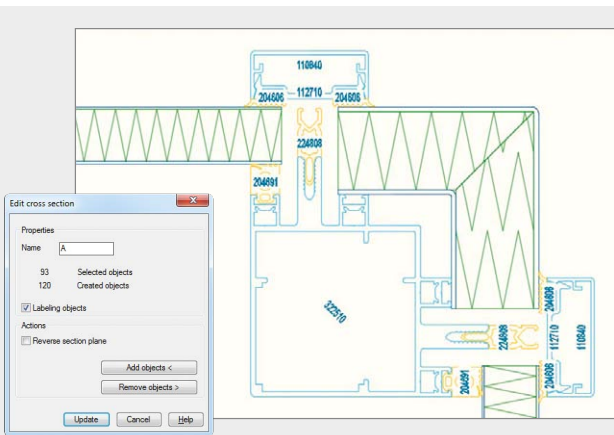 110840
204606
112710
204606
224808
204691
322510
204606
224808
112710
110840
204606
204691
Edit cross section
x
Properties
Name
A
93 Selected objects
120 Created objects
Labeling objects
Actions
Reverse section plane
Add objects <
Remove objects >
Update Cancel Help